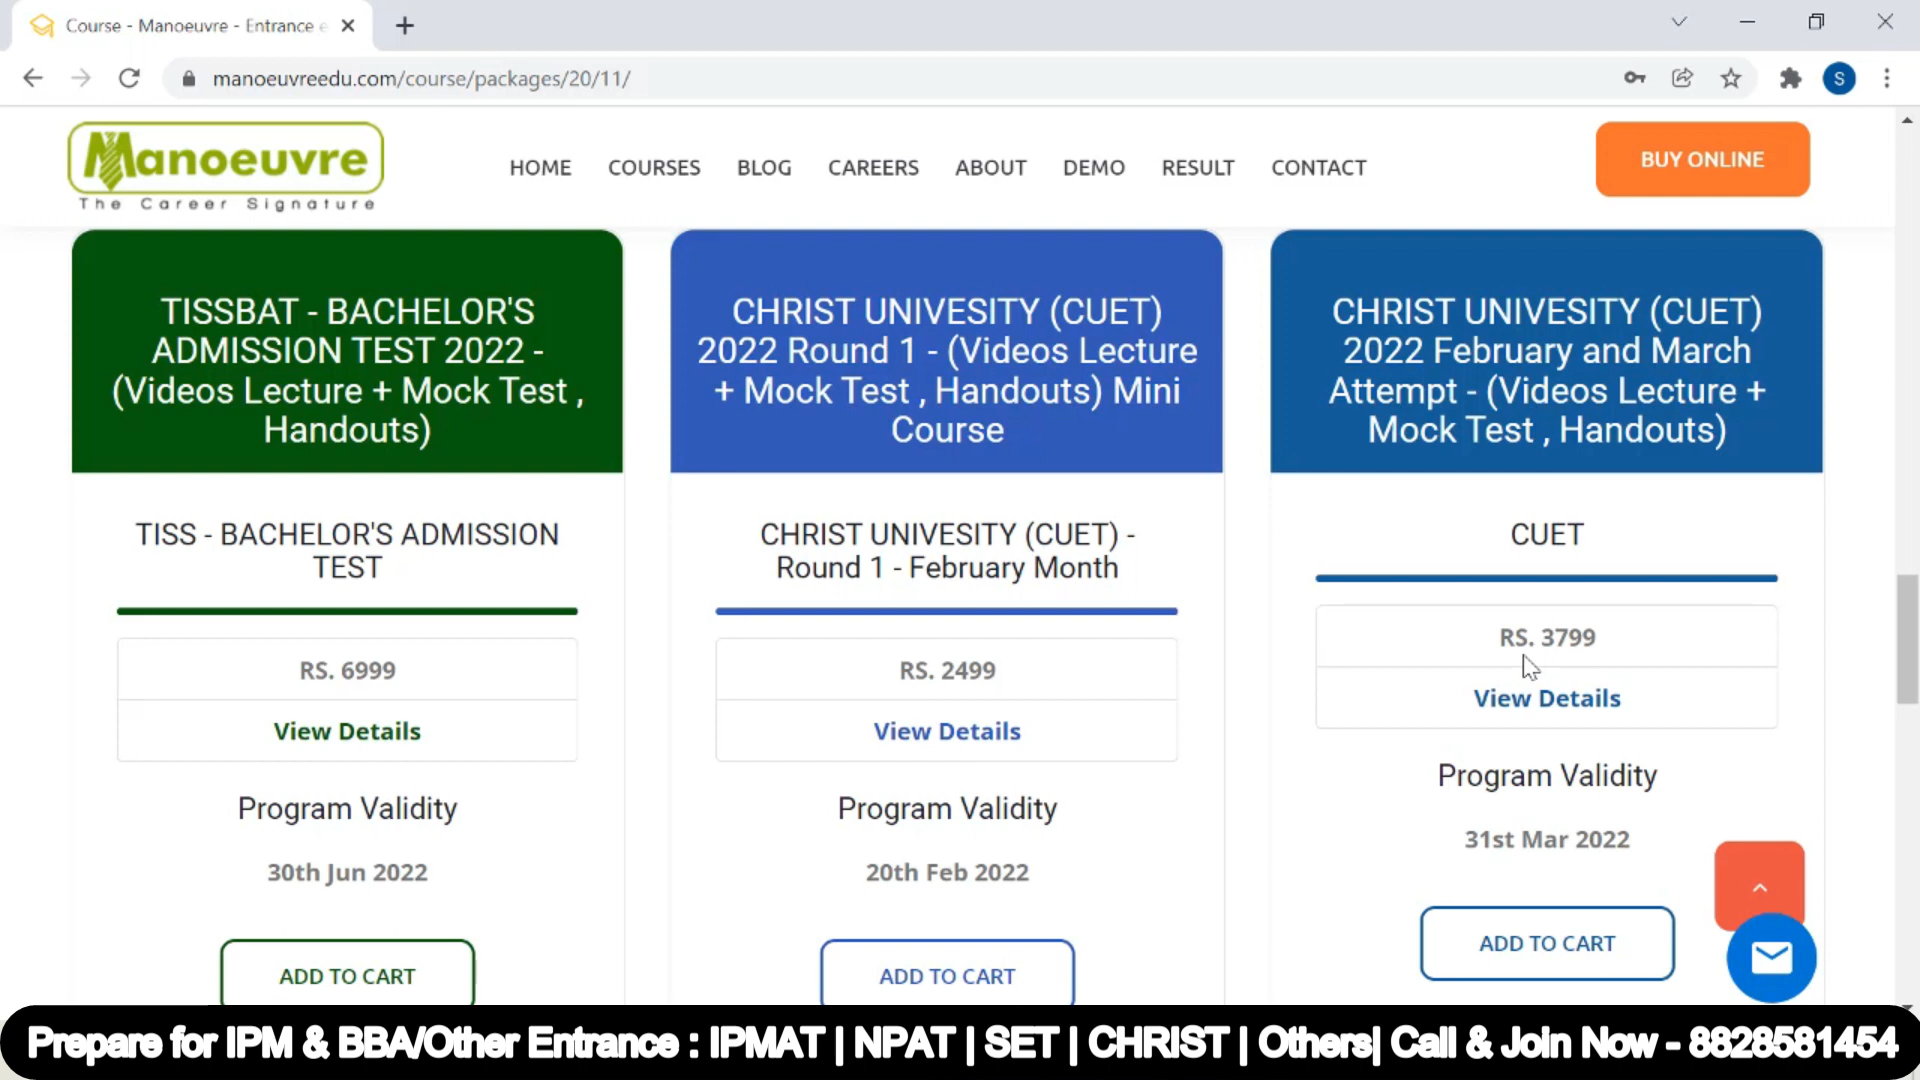 Course - Manoeuvre - Entrance e
manoeuvreedu.com/course/packages/20/11/
S
Manoeuvre
The Career Signature
HOME COURSES BLOG CAREERS ABOUT DEMO RESULT CONTACT
BUY ONLINE
TISSBAT - BACHELOR'S
ADMISSION TEST 2022 -
(Videos Lecture + Mock Test ,
Handouts)
TISS - BACHELOR'S ADMISSION
TEST
RS. 6999
View Details
Program Validity
30th Jun 2022
ADD TO CART
CHRIST UNIVESITY (CUET)
2022 Round 1 - (Videos Lecture
+ Mock Test , Handouts) Mini
Course
CHRIST UNIVESITY (CUET) -
Round 1 - February Month
RS. 2499
View Details
Program Validity
20th Feb 2022
ADD TO CART
CHRIST UNIVESITY (CUET)
2022 February and March
Attempt - (Videos Lecture +
Mock Test , Handouts)
CUET
RS. 3799
View Details
Program Validity
31st Mar 2022
ADD TO CART
Prepare for IPM & BBA/Other Entrance : IPMAT | NPAT | SET | CHRIST | Others| Call & Join Now - 8828581454